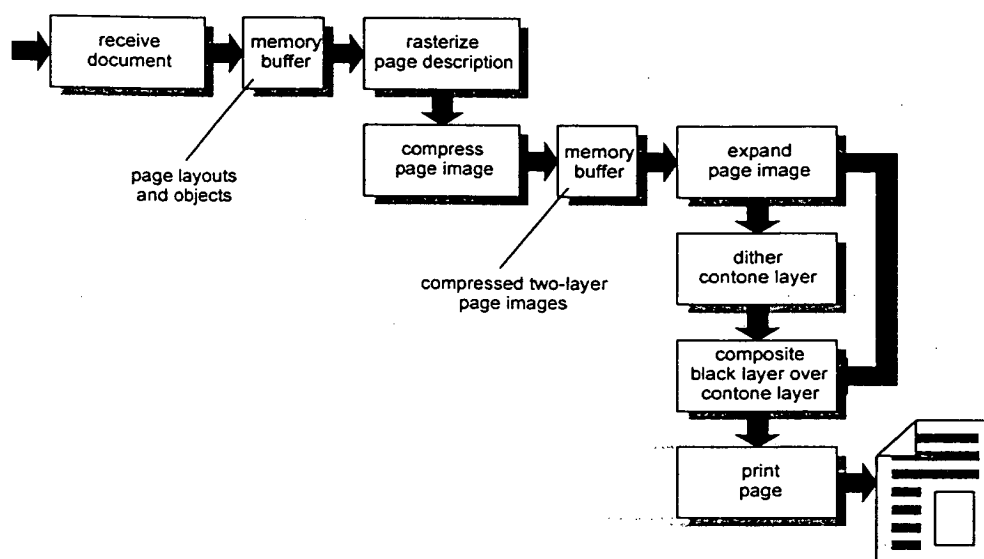 receive
document
memory
buffer
rasterize
page description
page layouts
and objects
compress
page image
memory
buffer
expand
page image
compressed two-layer
page images
dither
contone layer
composite
black layer over
contone layer
print
page